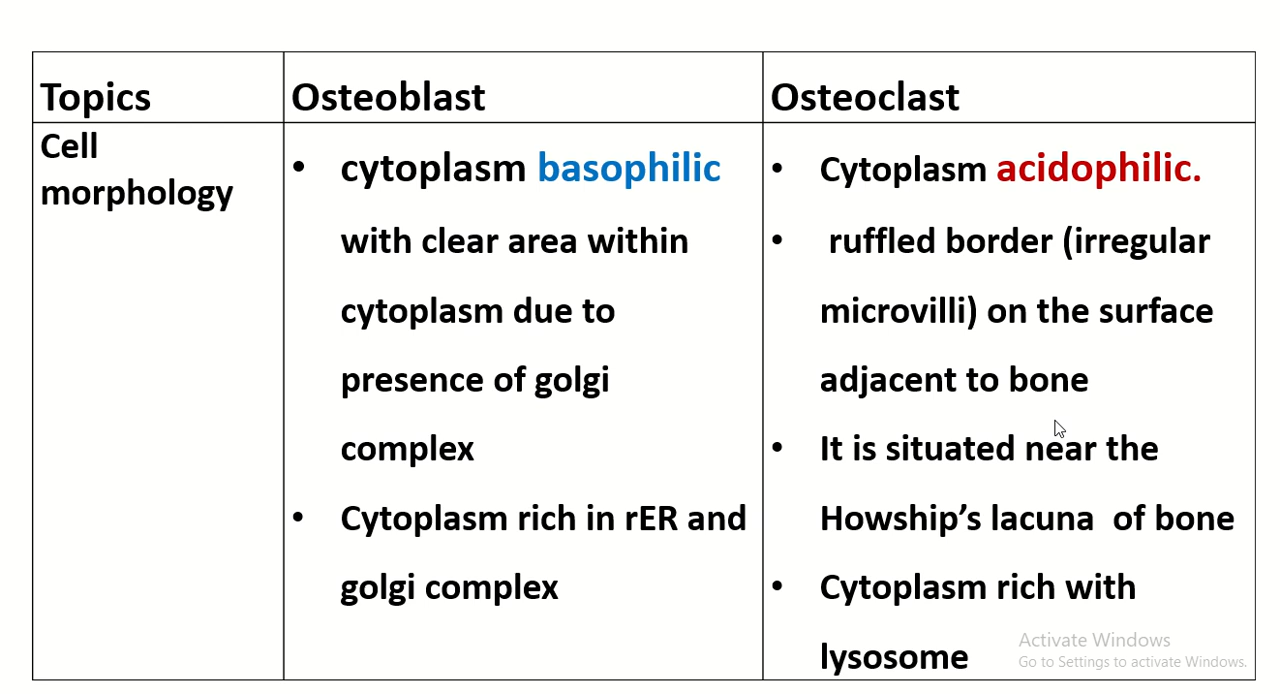 Topics
Osteoblast
Osteoclast
Cell
morphology
• cytoplasm basophilic
with clear area within
cytoplasm due to
presence of golgi
complex
• Cytoplasm rich in rER and
golgi complex
• Cytoplasm acidophilic.
• ruffled border (irregular
microvilli) on the surface
adjacent to bone
• It is situated near the
Howship’s lacuna of bone
• Cytoplasm rich with
lysosome
Activate Windows
Go to Settings to activate Windows.